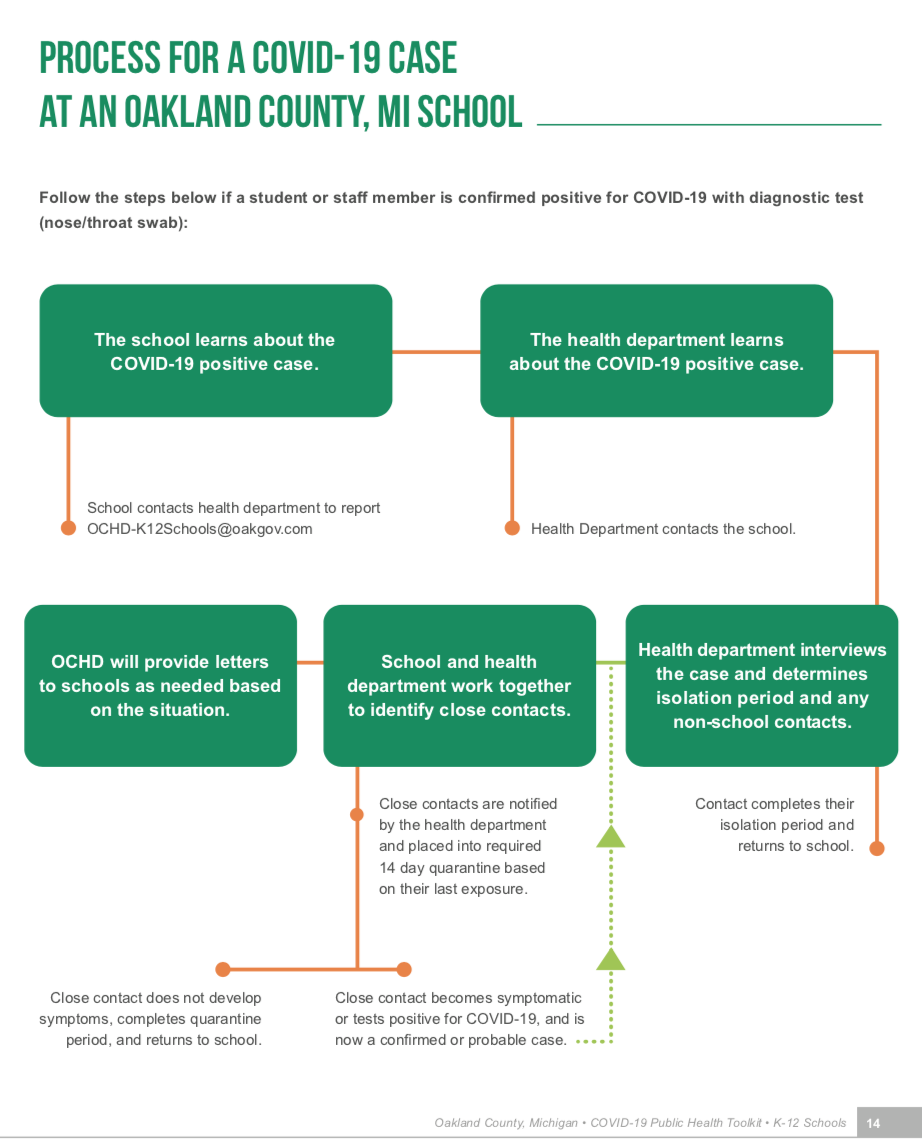 PROCESS FOR A COVID-19 CASE
AT AN OAKLAND COUNTY, MI SCHOOL
Follow the steps below if a student or staff member is confirmed positive for COVID-19 with diagnostic test
(nose/throat swab):
The school learns about the
COVID-19 positive case.
The health department learns
about the COVID-19 positive case.
School contacts health department to report
OCHD-K12Schools@oakgov.com
Health Department contacts the school.
OCHD will provide letters
to schools as needed based
on the situation.
School and health
department work together
to identify close contacts.
Health department interviews
the case and determines
isolation period and any
non-school contacts.
Close contacts are notified
by the health department
and placed into required
14 day quarantine based
on their last exposure.
Contact completes their
isolation period and
returns to school.
Close contact does not develop
symptoms, completes quarantine
period, and returns to school.
Close contact becomes symptomatic
or tests positive for COVID-19, and is
now a confirmed or probable case.
Oakland County, Michigan • COVID-19 Public Health Toolkit • K-12 Schools 14